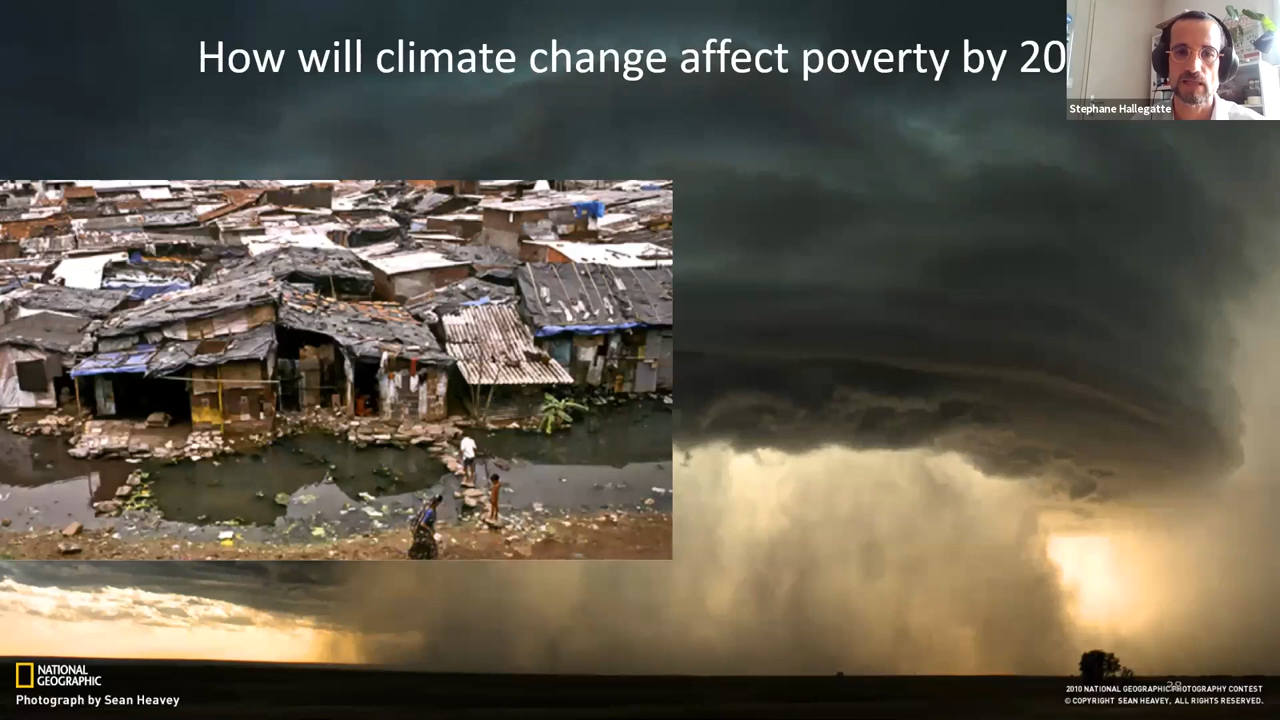 How will climate change affect poverty by 20
Stephane Hallegatte
NATIONAL
GEOGRAPHIC
Photograph by Sean Heavey
28
2010 NATIONAL GEOGRAPHIC PHOTOGRAPHY CONTEST
© COPYRIGHT SEAN HEAVEY, ALL RIGHTS RESERVED.